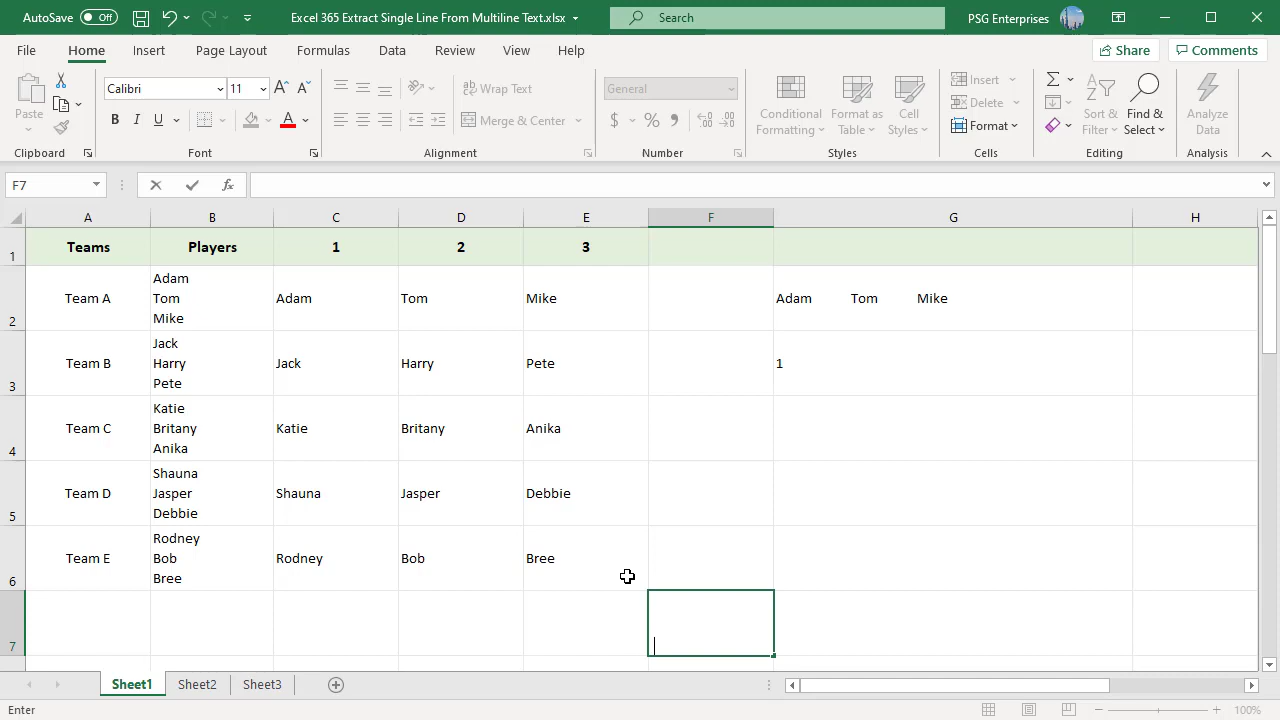 AutoSave Off
Excel 365 Extract Single Line From Multiline Text.xlsx
Search
PSG Enterprises
File Home Insert Page Layout Formulas Data Review View Help
Share Comments
Paste
Clipboard
Calibri 11
B I U A
Font
Wrap Text
Merge & Center
Alignment
General
$ % ,
Number
Conditional Formatting
Format as Table
Cell Styles
Styles
Insert
Delete
Format
Cells
Sort & Filter
Find & Select
Editing
Analyze Data
Analysis
F7 fx
A B C D E F G H
1 Teams Players 1 2 3
2 Team A
Adam
Tom
Mike
Adam Tom Mike Adam Tom Mike
3 Team B
Jack
Harry
Pete
Jack Harry Pete 1
4 Team C
Katie
Britany
Anika
Katie Britany Anika
5 Team D
Shauna
Jasper
Debbie
Shauna Jasper Debbie
6 Team E
Rodney
Bob
Bree
Rodney Bob Bree
7
Sheet1 Sheet2 Sheet3
Enter 100%